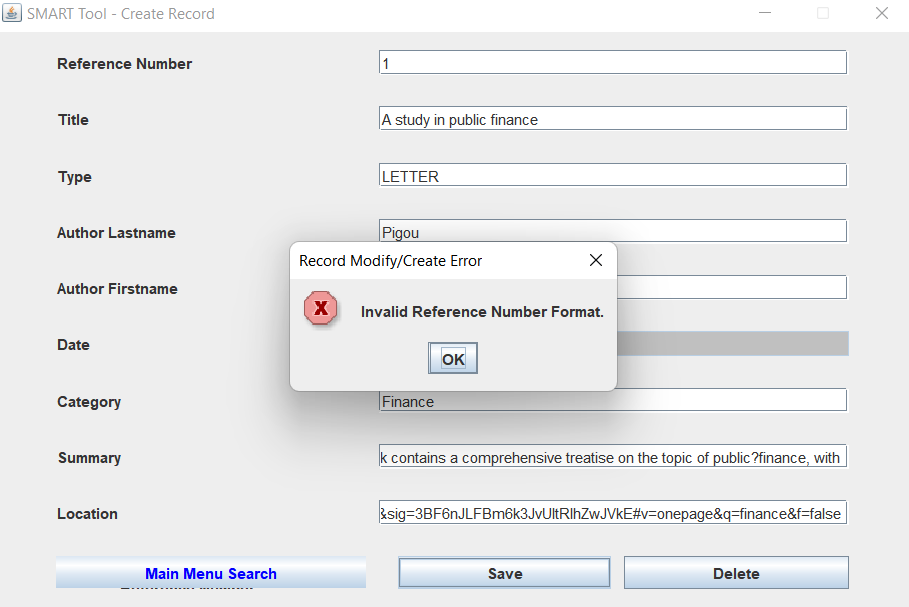 SMART Tool - Create Record
Reference Number 1
Title A study in public finance
Type LETTER
Author Lastname Pigou
Record Modify/Create Error
Author Firstname
Invalid Reference Number Format.
Date
OK
Category Finance
Summary k contains a comprehensive treatise on the topic of public?finance, with
Location &sig=3BF6nJLFBm6k3JvUltRlhZwJVkE#v=onepage&q=finance&f=false
Main Menu Search Save Delete